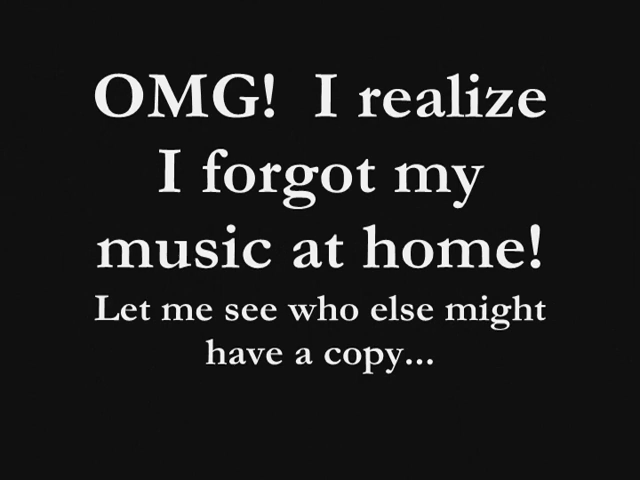 OMG!  I realize
I forgot my
music at home!
Let me see who else might
have a copy...